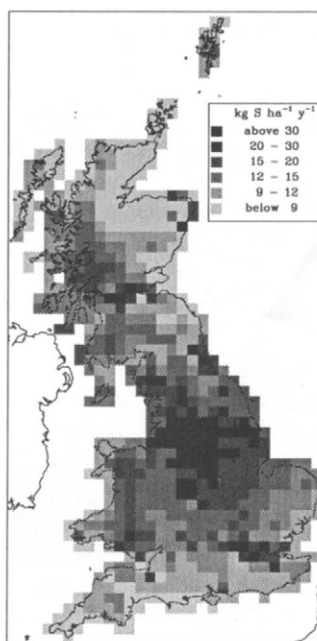 kg S ha⁻¹ y⁻¹
above 30
20 – 30
15 – 20
12 – 15
9 – 12
below 9